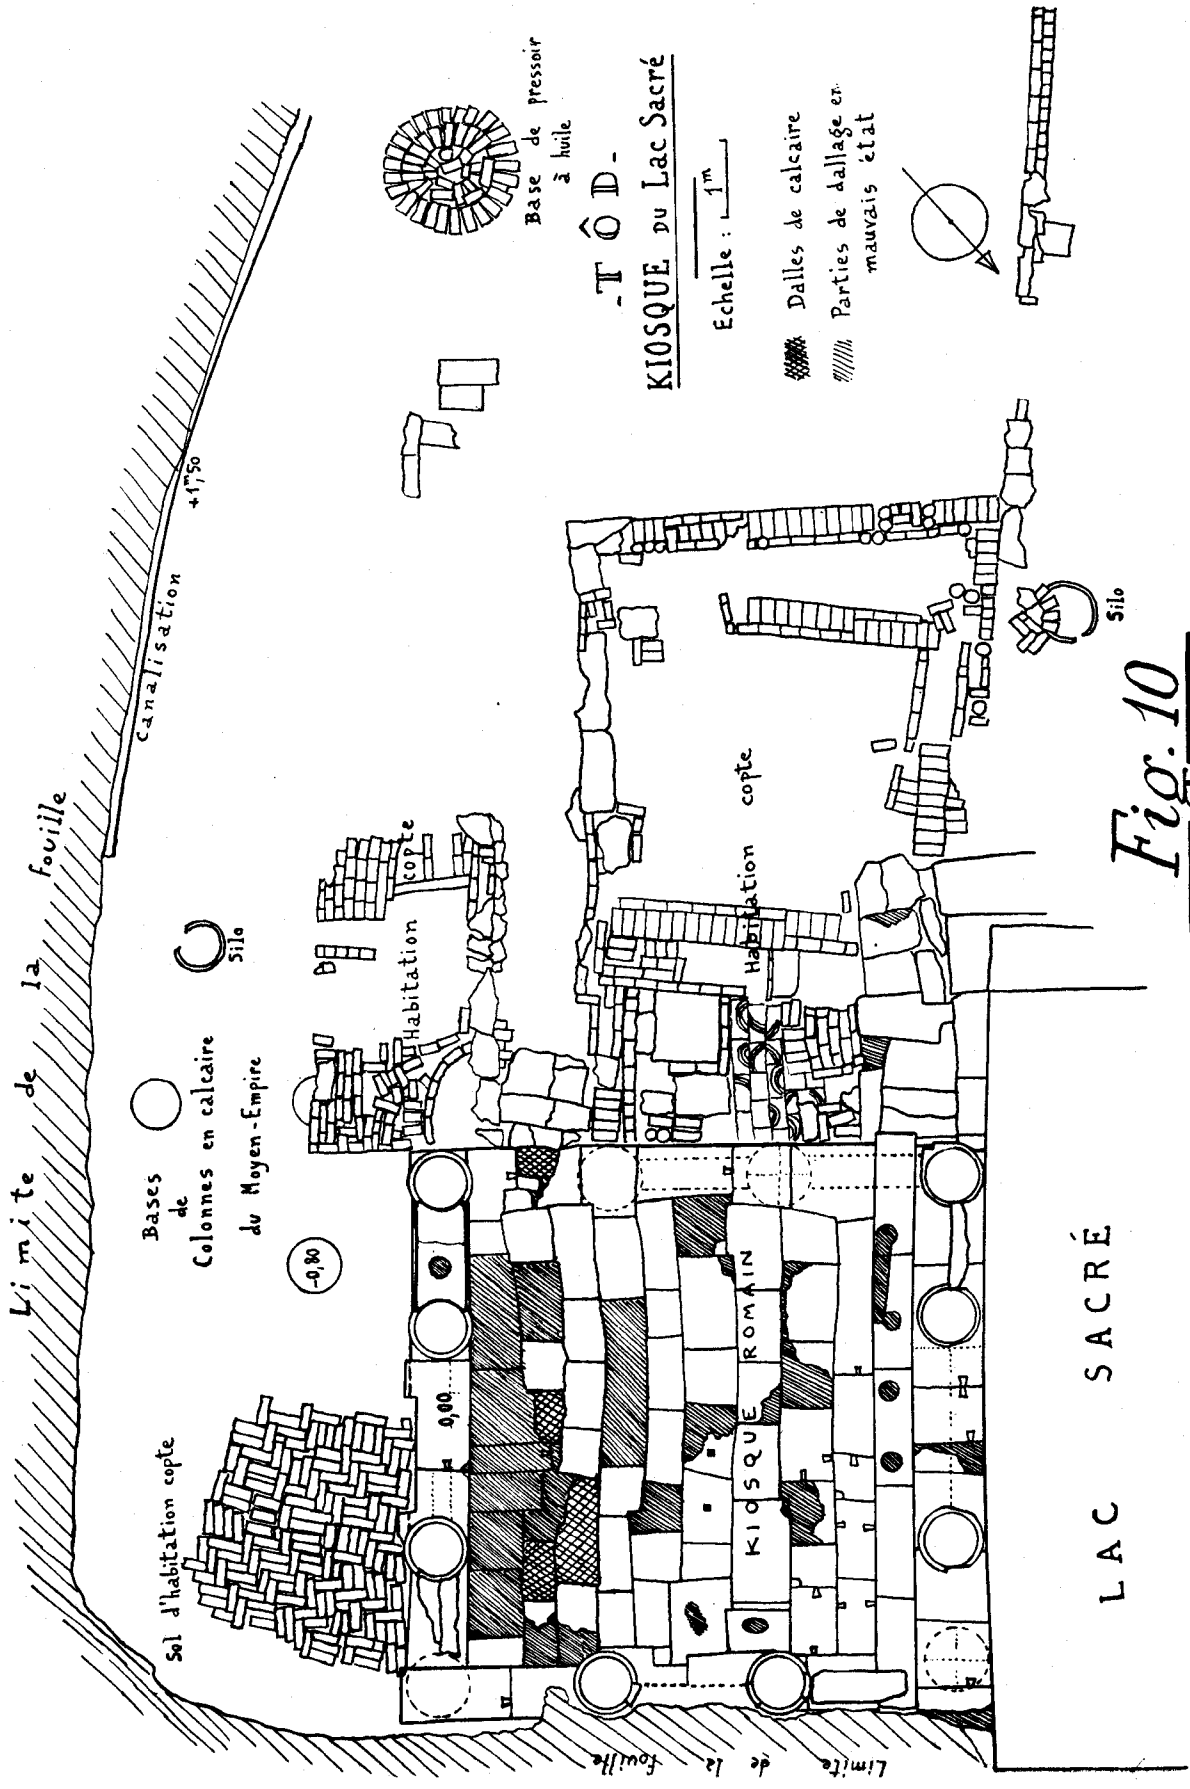 Limite de la fouille
Canalisation
+1ᵐ,50
Base de pressoir
à huile
- T Ô D -
KIOSQUE DU Lac Sacré
Echelle : 1ᵐ
Dalles de calcaire
Parties de dallage en
mauvais état
Silo
Bases
de
Colonnes en calcaire
du Moyen-Empire
-0,80
Habitation copte
Sol d'habitation copte
0,00
Habitation copte
KIOSQUE ROMAIN
Silo
Limite de la fouille
LAC SACRÉ
Fig. 10